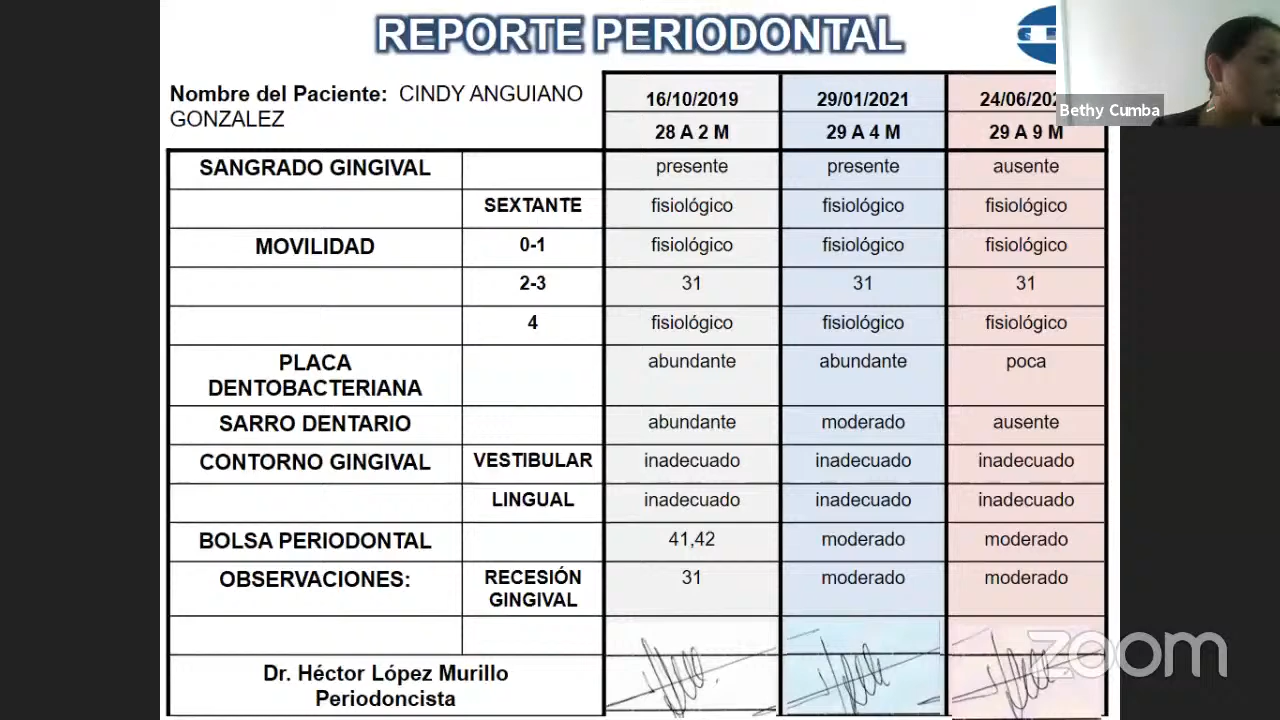 REPORTE PERIODONTAL
Bethy Cumba
Nombre del Paciente: CINDY ANGUIANO
GONZALEZ
16/10/2019 29/01/2021
28 A 2 M 29 A 4 M 29 A 9 M
SANGRADO GINGIVAL presente presente ausente
SEXTANTE fisiológico fisiológico fisiológico
MOVILIDAD 0-1 fisiológico fisiológico fisiológico
2-3 31 31 31
4 fisiológico fisiológico fisiológico
PLACA abundante abundante poca
DENTOBACTERIANA
SARRO DENTARIO abundante moderado ausente
CONTORNO GINGIVAL VESTIBULAR inadecuado inadecuado inadecuado
LINGUAL inadecuado inadecuado inadecuado
BOLSA PERIODONTAL 41,42 moderado moderado
OBSERVACIONES: RECESIÓN 31 moderado moderado
GINGIVAL
zoom
Dr. Héctor López Murillo
Periodoncista